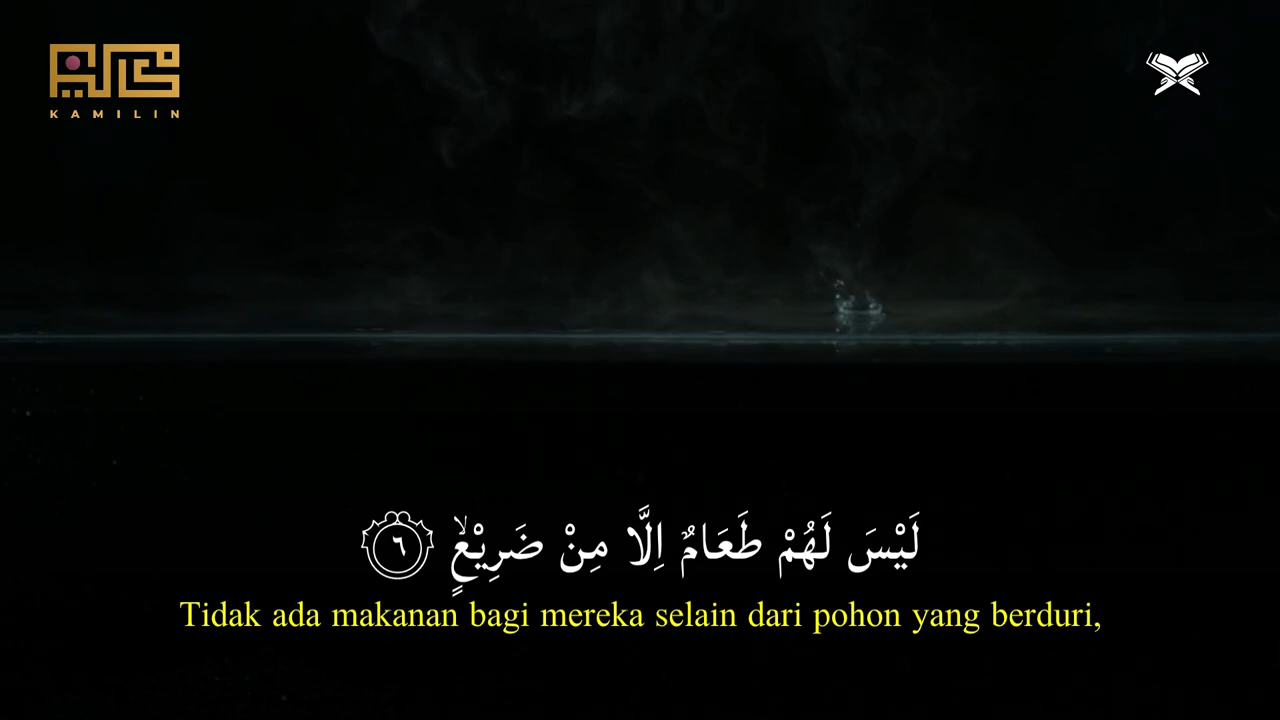 KAMILIN
لَيْسَ لَهُمْ طَعَامٌ اِلَّا مِنْ ضَرِيْعٍۙ ٦
Tidak ada makanan bagi mereka selain dari pohon yang berduri,